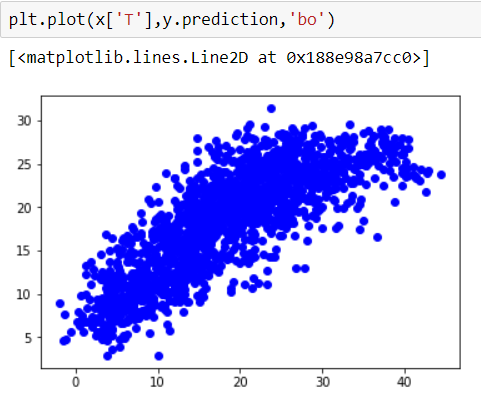 plt.plot(x['T'],y.prediction,'bo')
[<matplotlib.lines.Line2D at 0x188e98a7cc0>]
30
25
20
15
10
5
0 10 20 30 40